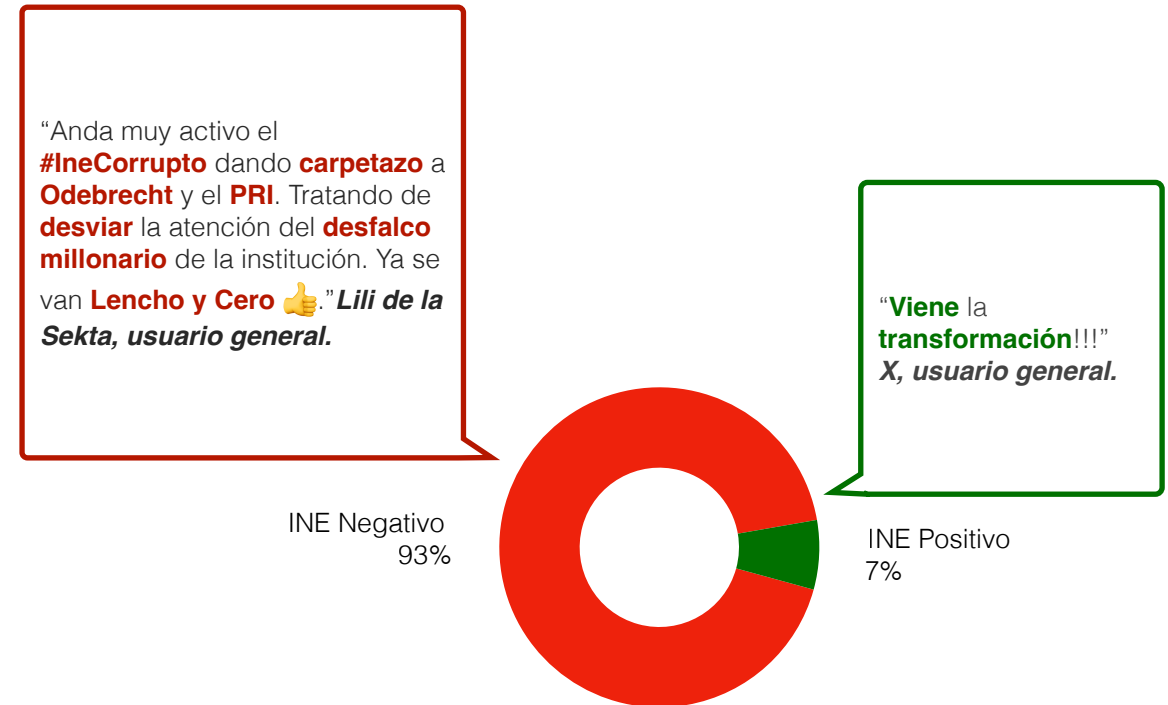 “Anda muy activo el
#IneCorrupto dando carpetazo a
Odebrecht y el PRI. Tratando de
desviar la atención del desfalco
millonario de la institución. Ya se
van Lencho y Cero 👍.”Lili de la
Sekta, usuario general.
“Viene la
transformación!!!”
X, usuario general.
INE Negativo
93%
INE Positivo
7%